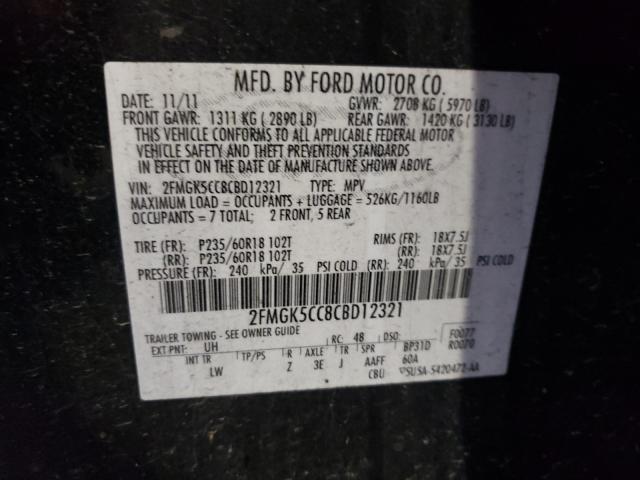 MFD. BY FORD MOTOR CO.
DATE: 11/11 GVWR: 2708 KG ( 5970 LB)
FRONT GAWR: 1311 KG ( 2890 LB) REAR GAWR: 1420 KG ( 3130 LB)
THIS VEHICLE CONFORMS TO ALL APPLICABLE FEDERAL MOTOR
VEHICLE SAFETY AND THEFT PREVENTION STANDARDS
IN EFFECT ON THE DATE OF MANUFACTURE SHOWN ABOVE.
VIN: 2FMGK5CC8CBD12321 TYPE: MPV
MAXIMUM LOAD = OCCUPANTS + LUGGAGE = 526KG/1160LB
OCCUPANTS = 7 TOTAL; 2 FRONT, 5 REAR
TIRE (FR): P235/60R18 102T RIMS (FR): 18X7.5J
(RR): P235/60R18 102T (RR): 18X7.5J
PRESSURE (FR): 240 kPa/ 35 PSI COLD (RR): 240 kPa/ 35 PSI COLD
2FMGK5CC8CBD12321
TRAILER TOWING - SEE OWNER GUIDE
EXT PNT: UH RC: 48 DSO: F0077
INT TR TP/PS R AXLE TR SPR BP31D R0070
LW Z 3E J AAFF 60A
CBU SUSA-5420472-AA